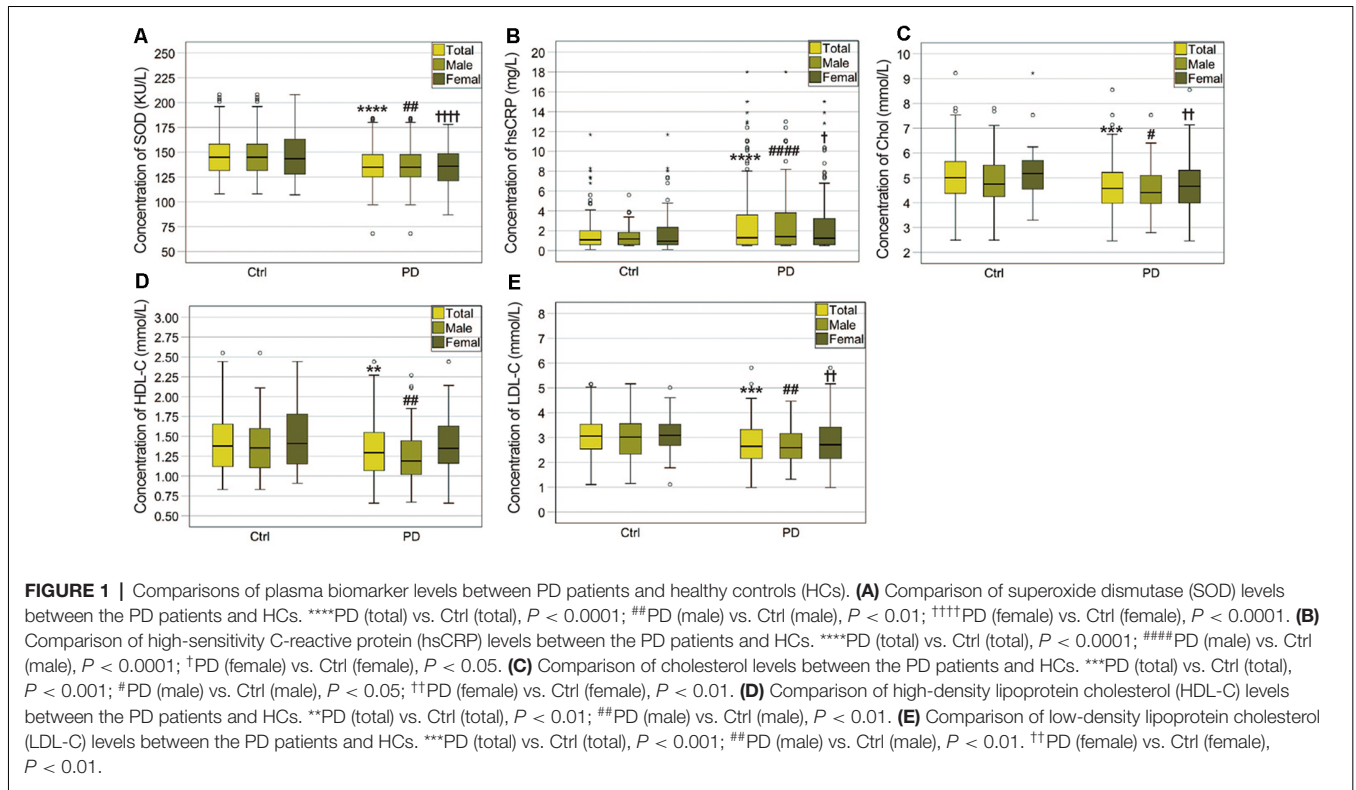 A
Concentration of SOD (KU/L)
250
225
200
175
150
125
100
75
50
Total
Male
Femal
****
##
††††
Ctrl
PD
B
Concentration of hsCRP (mg/L)
20
18
16
14
12
10
8
6
4
2
0
Total
Male
Femal
****
####
†
Ctrl
PD
C
Concentration of Chol (mmol/L)
10
9
8
7
6
5
4
3
2
Total
Male
Femal
***
#
††
Ctrl
PD
D
Concentration of HDL-C (mmol/L)
3.00
2.75
2.50
2.25
2.00
1.75
1.50
1.25
1.00
0.75
0.50
Total
Male
Femal
**
##
Ctrl
PD
E
Concentration of LDL-C (mmol/L)
8
7
6
5
4
3
2
1
0
Total
Male
Femal
***
##
††
Ctrl
PD
FIGURE 1 | Comparisons of plasma biomarker levels between PD patients and healthy controls (HCs). (A) Comparison of superoxide dismutase (SOD) levels
between the PD patients and HCs. ****PD (total) vs. Ctrl (total), P < 0.0001; ##PD (male) vs. Ctrl (male), P < 0.01; ††††PD (female) vs. Ctrl (female), P < 0.0001. (B)
Comparison of high-sensitivity C-reactive protein (hsCRP) levels between the PD patients and HCs. ****PD (total) vs. Ctrl (total), P < 0.0001; ####PD (male) vs. Ctrl
(male), P < 0.0001; †PD (female) vs. Ctrl (female), P < 0.05. (C) Comparison of cholesterol levels between the PD patients and HCs. ***PD (total) vs. Ctrl (total),
P < 0.001; #PD (male) vs. Ctrl (male), P < 0.05; ††PD (female) vs. Ctrl (female), P < 0.01. (D) Comparison of high-density lipoprotein cholesterol (HDL-C) levels
between the PD patients and HCs. **PD (total) vs. Ctrl (total), P < 0.01; ##PD (male) vs. Ctrl (male), P < 0.01. (E) Comparison of low-density lipoprotein cholesterol
(LDL-C) levels between the PD patients and HCs. ***PD (total) vs. Ctrl (total), P < 0.001; ##PD (male) vs. Ctrl (male), P < 0.01. ††PD (female) vs. Ctrl (female),
P < 0.01.